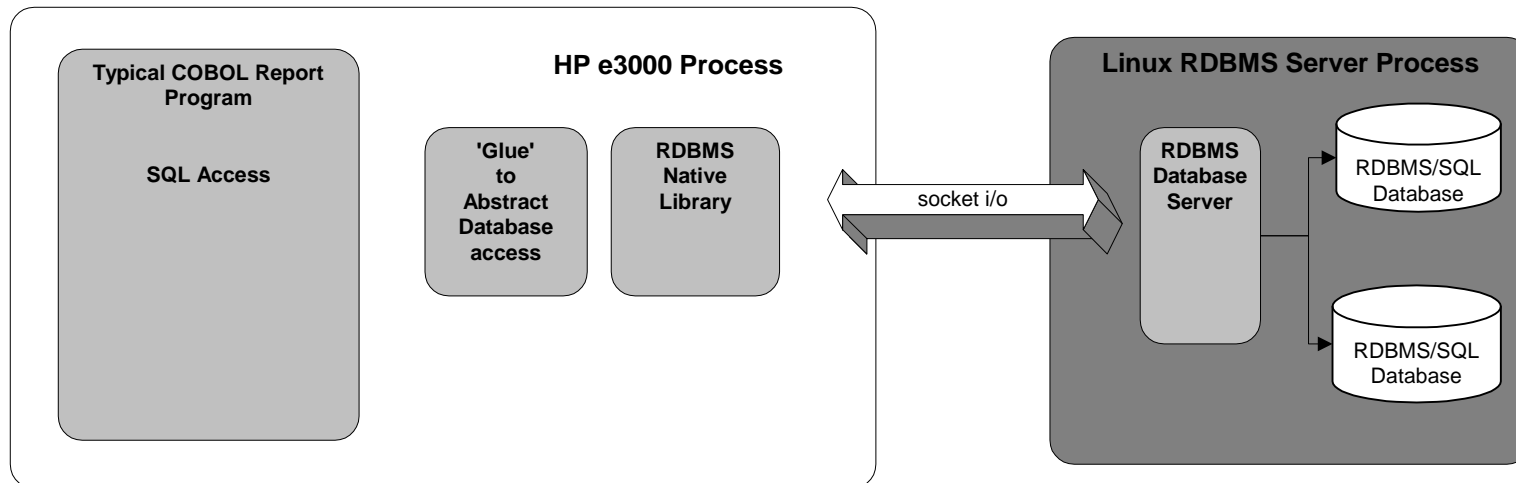 HP e3000 Process
Typical COBOL Report
Program
SQL Access
'Glue'
to
Abstract
Database
access
RDBMS
Native
Library
socket i/o
Linux RDBMS Server Process
RDBMS
Database
Server
RDBMS/SQL
Database
RDBMS/SQL
Database